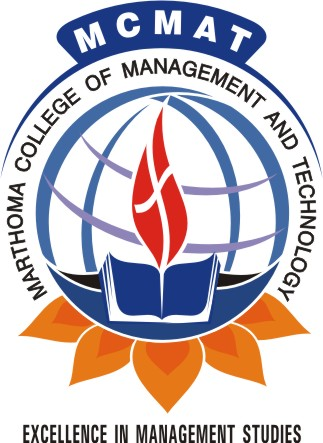 MCMAT
MARTHOMA COLLEGE OF MANAGEMENT AND TECHNOLOGY
EXCELLENCE IN MANAGEMENT STUDIES